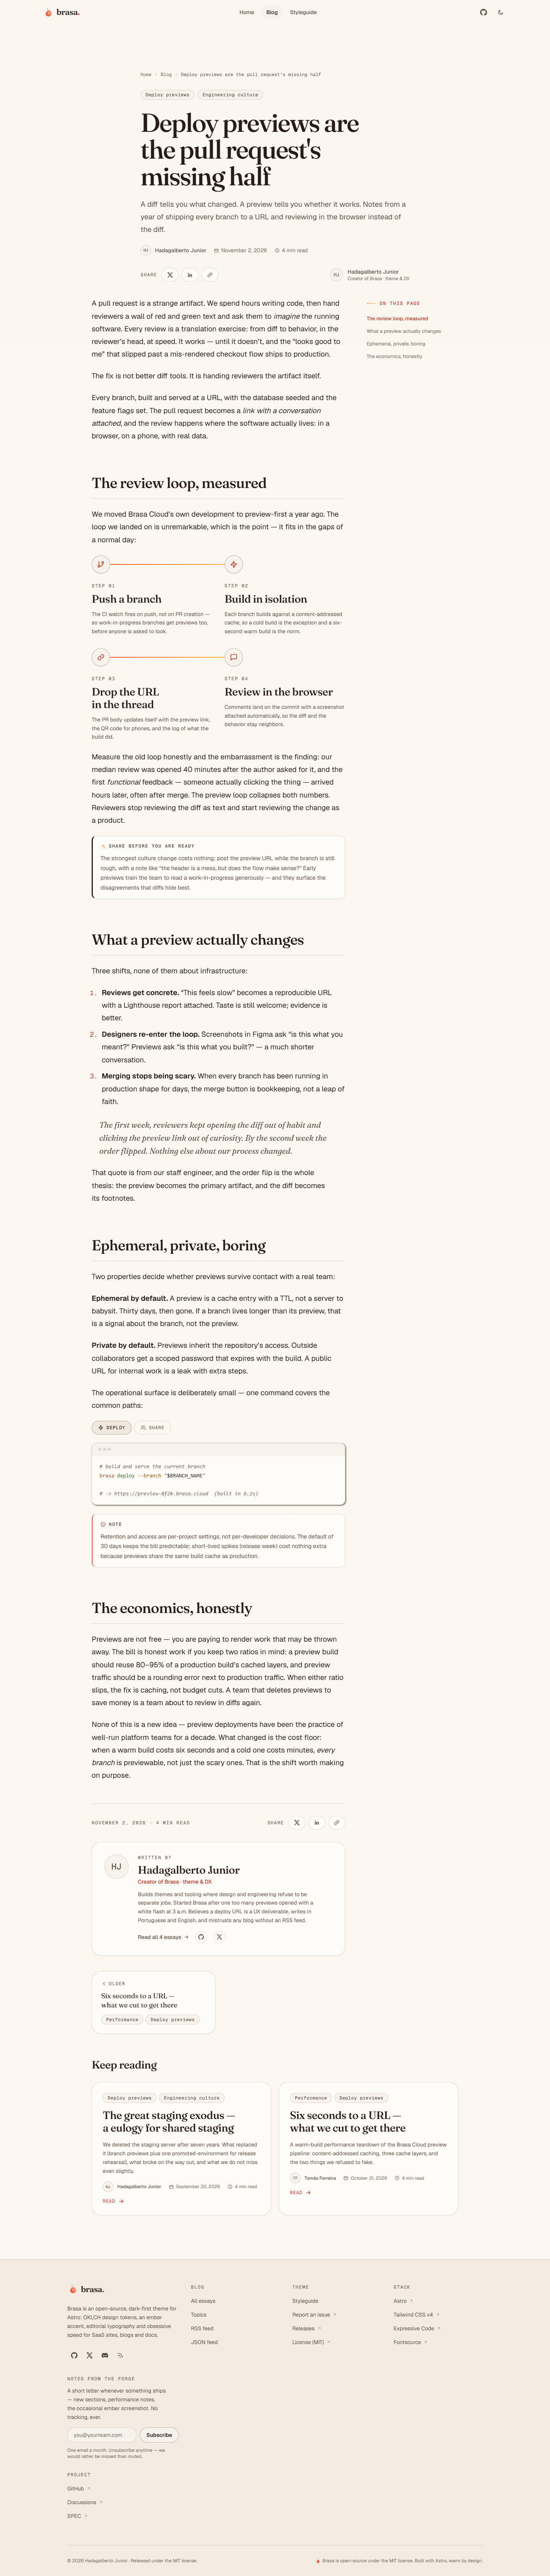 brasa.
Home
Blog
Styleguide
Home › Blog › Deploy previews are the pull request's missing half
Deploy previews
Engineering culture
Deploy previews are
the pull request's
missing half
A diff tells you what changed. A preview tells you whether it works. Notes from a
year of shipping every branch to a URL and reviewing in the browser instead of
the diff.
HJ Hadagalberto Junior November 2, 2026 4 min read
SHARE
HJ
Hadagalberto Junior
Creator of Brasa · theme & DX
A pull request is a strange artifact. We spend hours writing code, then hand
reviewers a wall of red and green text and ask them to imagine the running
software. Every review is a translation exercise: from diff to behavior, in the
reviewer's head, at speed. It works — until it doesn't, and the "looks good to
me" that slipped past a mis-rendered checkout flow ships to production.
The fix is not better diff tools. It is handing reviewers the artifact itself.
Every branch, built and served at a URL, with the database seeded and the
feature flags set. The pull request becomes a link with a conversation
attached, and the review happens where the software actually lives: in a
browser, on a phone, with real data.
ON THIS PAGE
The review loop, measured
What a preview actually changes
Ephemeral, private, boring
The economics, honestly
The review loop, measured
We moved Brasa Cloud's own development to preview-first a year ago. The
loop we landed on is unremarkable, which is the point — it fits in the gaps of
a normal day:
STEP 01
Push a branch
The CI watch fires on push, not on PR creation —
so work-in-progress branches get previews too,
before anyone is asked to look.
STEP 02
Build in isolation
Each branch builds against a content-addressed
cache, so a cold build is the exception and a six-
second warm build is the norm.
STEP 03
Drop the URL
in the thread
The PR body updates itself with the preview link,
the QR code for phones, and the log of what the
build did.
STEP 04
Review in the browser
Comments land on the commit with a screenshot
attached automatically, so the diff and the
behavior stay neighbors.
Measure the old loop honestly and the embarrassment is the finding: our
median review was opened 40 minutes after the author asked for it, and the
first functional feedback — someone actually clicking the thing — arrived
hours later, often after merge. The preview loop collapses both numbers.
Reviewers stop reviewing the diff as text and start reviewing the change as
a product.
SHARE BEFORE YOU ARE READY
The strongest culture change costs nothing: post the preview URL while the branch is still
rough, with a note like "the header is a mess, but does the flow make sense?" Early
previews train the team to read a work-in-progress generously — and they surface the
disagreements that diffs hide best.
What a preview actually changes
Three shifts, none of them about infrastructure:
1. Reviews get concrete. "This feels slow" becomes a reproducible URL
with a Lighthouse report attached. Taste is still welcome; evidence is
better.
2. Designers re-enter the loop. Screenshots in Figma ask "is this what you
meant?" Previews ask "is this what you built?" — a much shorter
conversation.
3. Merging stops being scary. When every branch has been running in
production shape for days, the merge button is bookkeeping, not a leap of
faith.
The first week, reviewers kept opening the diff out of habit and
clicking the preview link out of curiosity. By the second week the
order flipped. Nothing else about our process changed.
That quote is from our staff engineer, and the order flip is the whole
thesis: the preview becomes the primary artifact, and the diff becomes
its footnotes.
Ephemeral, private, boring
Two properties decide whether previews survive contact with a real team:
Ephemeral by default. A preview is a cache entry with a TTL, not a server to
babysit. Thirty days, then gone. If a branch lives longer than its preview, that
is a signal about the branch, not the preview.
Private by default. Previews inherit the repository's access. Outside
collaborators get a scoped password that expires with the build. A public
URL for internal work is a leak with extra steps.
The operational surface is deliberately small — one command covers the
common paths:
DEPLOY
SHARE
# build and serve the current branch
brasa deploy --branch "$BRANCH_NAME"
# -> https://preview-8f2k.brasa.cloud (built in 6.2s)
NOTE
Retention and access are per-project settings, not per-developer decisions. The default of
30 days keeps the bill predictable; short-lived spikes (release week) cost nothing extra
because previews share the same build cache as production.
The economics, honestly
Previews are not free — you are paying to render work that may be thrown
away. The bill is honest work if you keep two ratios in mind: a preview build
should reuse 80–95% of a production build's cached layers, and preview
traffic should be a rounding error next to production traffic. When either ratio
slips, the fix is caching, not budget cuts. A team that deletes previews to
save money is a team about to review in diffs again.
None of this is a new idea — preview deployments have been the practice of
well-run platform teams for a decade. What changed is the cost floor:
when a warm build costs six seconds and a cold one costs minutes, every
branch is previewable, not just the scary ones. That is the shift worth making
on purpose.
NOVEMBER 2, 2026 · 4 MIN READ
SHARE
HJ
WRITTEN BY
Hadagalberto Junior
Creator of Brasa · theme & DX
Builds themes and tooling where design and engineering refuse to be
separate jobs. Started Brasa after one too many previews opened with a
white flash at 3 a.m. Believes a deploy URL is a UX deliverable, writes in
Portuguese and English, and mistrusts any blog without an RSS feed.
Read all 4 essays →
‹ OLDER
Six seconds to a URL —
what we cut to get there
Performance
Deploy previews
Keep reading
Deploy previews
Engineering culture
The great staging exodus —
a eulogy for shared staging
We deleted the staging server after seven years. What replaced
it (branch previews plus one promoted-environment for release
rehearsal), what broke on the way out, and what we do not miss
even slightly.
HJ Hadagalberto Junior September 30, 2026 4 min read
READ →
Performance
Deploy previews
Six seconds to a URL —
what we cut to get there
A warm-build performance teardown of the Brasa Cloud preview
pipeline: content-addressed caching, three cache layers, and
the two things we refused to fake.
TF Tomás Ferreira October 21, 2026 4 min read
READ →
brasa.
Brasa is an open-source, dark-first theme for
Astro: OKLCH design tokens, an ember
accent, editorial typography and obsessive
speed for SaaS sites, blogs and docs.
BLOG
All essays
Topics
RSS feed
JSON feed
THEME
Styleguide
Report an issue ↗
Releases ↗
License (MIT) ↗
STACK
Astro ↗
Tailwind CSS v4 ↗
Expressive Code ↗
Fontsource ↗
NOTES FROM THE FORGE
A short letter whenever something ships
— new sections, performance notes,
the occasional ember screenshot. No
tracking, ever.
you@yourteam.com
Subscribe
One email a month. Unsubscribe anytime — we
would rather be missed than muted.
PROJECT
GitHub ↗
Discussions ↗
SPEC ↗
© 2026 Hadagalberto Junior · Released under the MIT license.
Brasa is open-source under the MIT license. Built with Astro, warm by design.